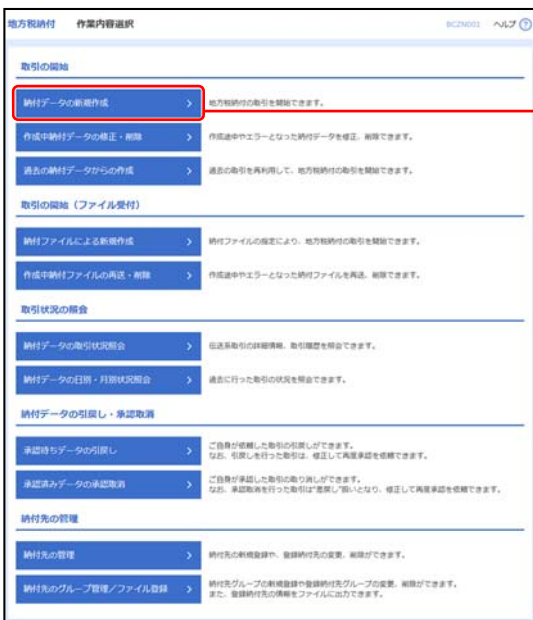 地方税納付 作業内容選択 BCZN001 ヘルプ ?
取引の開始
納付データの新規作成 > 地方税納付の取引を開始できます。
作成中納付データの修正・削除 > 作成途中やエラーとなった納付データを修正、削除できます。
過去の納付データからの作成 > 過去の取引を再利用して、地方税納付の取引を開始できます。
取引の開始（ファイル受付）
納付ファイルによる新規作成 > 納付ファイルの指定により、地方税納付の取引を開始できます。
作成中納付ファイルの再送・削除 > 作成途中やエラーとなった納付ファイルを再送、削除できます。
取引状況の照会
納付データの取引状況照会 > 伝送系取引の詳細情報、取引履歴を照会できます。
納付データの日別・月別状況照会 > 過去に行った取引の状況を照会できます。
納付データの引戻し・承認取消
承認待ちデータの引戻し > ご自身が依頼した取引の引戻しができます。
なお、引戻しを行った取引は、修正して再度承認を依頼できます。
承認済みデータの承認取消 > ご自身が承認した取引の取り消しができます。
なお、承認取消を行った取引は"差戻し"扱いとなり、修正して再度承認を依頼できます。
納付先の管理
納付先の管理 > 納付先の新規登録や、登録納付先の変更、削除ができます。
納付先のグループ管理／ファイル登録 > 納付先グループの新規登録や登録納付先グループの変更、削除ができます。
また、登録納付先の情報をファイルに出力できます。